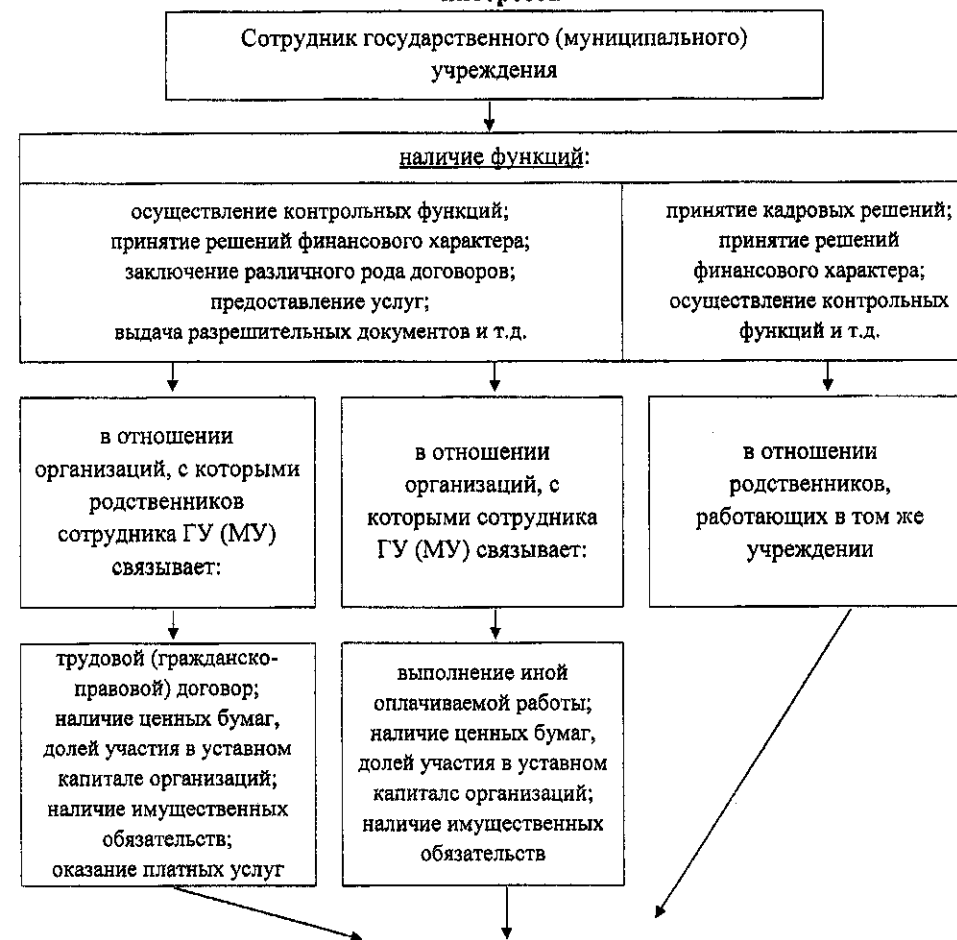 Сотрудник государственного (муниципального)
учреждения
наличие функций:
осуществление контрольных функций;
принятие решений финансового характера;
заключение различного рода договоров;
предоставление услуг;
выдача разрешительных документов и т.д.
принятие кадровых решений;
принятие решений
финансового характера;
осуществление контрольных
функций и т.д.
в отношении
организаций, с которыми
родственников
сотрудника ГУ (МУ)
связывает:
в отношении
организаций, с
которыми сотрудника
ГУ (МУ) связывает:
в отношении
родственников,
работающих в том же
учреждении
трудовой (гражданско-
правовой) договор;
наличие ценных бумаг,
долей участия в уставном
капитале организаций;
наличие имущественных
обязательств;
оказание платных услуг
выполнение иной
оплачиваемой работы;
наличие ценных бумаг,
долей участия в уставном
капитале организаций;
наличие имущественных
обязательств